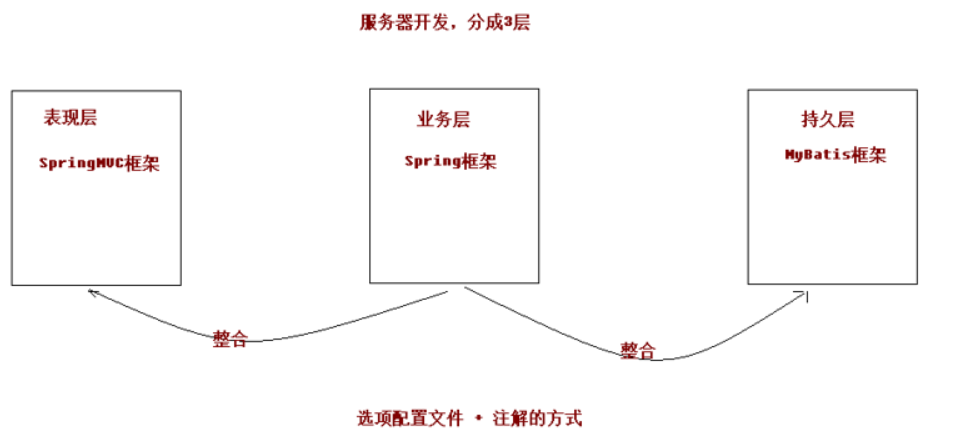 服务器开发，分成3层
表现层
SpringMVC框架
业务层
Spring框架
持久层
MyBatis框架
整合
整合
选项配置文件 + 注解的方式